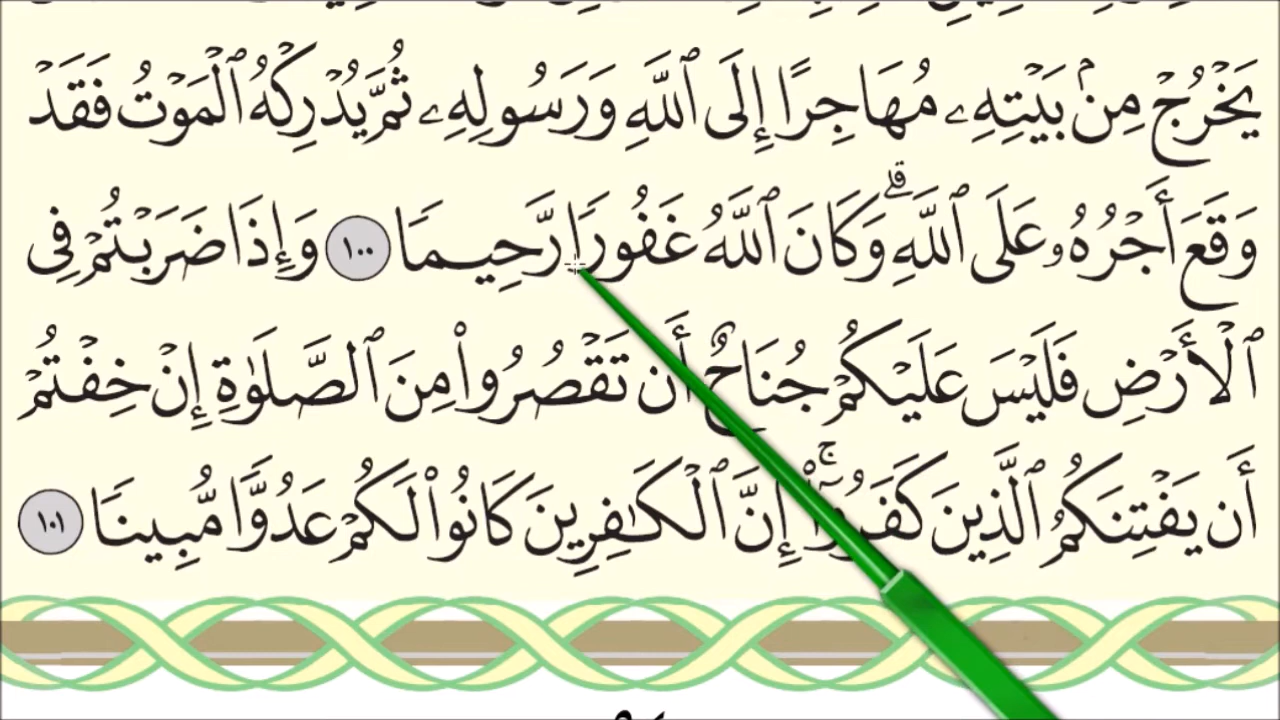 يَخْرُجْ مِنۢ بَيْتِهِۦ مُهَاجِرًا إِلَى ٱللَّهِ وَرَسُولِهِۦ ثُمَّ يُدْرِكْهُ ٱلْمَوْتُ فَقَدْ
وَقَعَ أَجْرُهُۥ عَلَى ٱللَّهِ ۗ وَكَانَ ٱللَّهُ غَفُورًا رَّحِيمًا ١٠٠ وَإِذَا ضَرَبْتُمْ فِى
ٱلْأَرْضِ فَلَيْسَ عَلَيْكُمْ جُنَاحٌ أَن تَقْصُرُوا۟ مِنَ ٱلصَّلَوٰةِ إِنْ خِفْتُمْ
أَن يَفْتِنَكُمُ ٱلَّذِينَ كَفَرُوٓا۟ ۚ إِنَّ ٱلْكَـٰفِرِينَ كَانُوا۟ لَكُمْ عَدُوًّا مُّبِينًا ١٠١